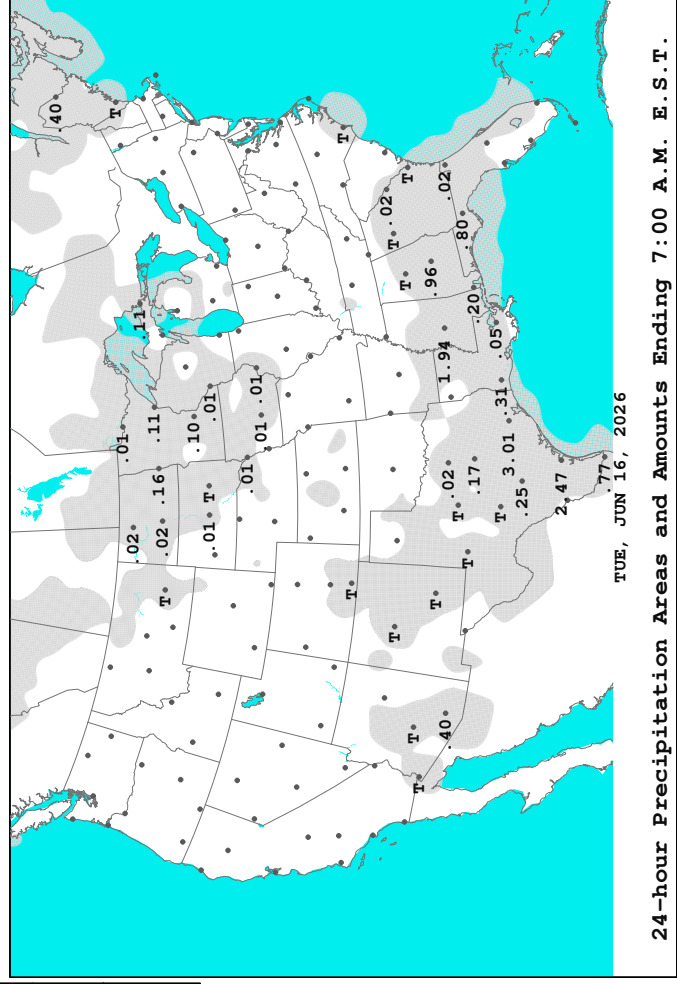 .40
T
.01
.02
.11
.11
.16
.02
T
.10
T
.01
.01
.01
.01
.01
T
T
.02
T
T
T
T
T
T
.96
T
1.94
.40
.02
.02
T
.80
T
.17
.20
.05
T
.31
3.01
.25
2.47
.77
TUE, JUN 16, 2026
24-hour Precipitation Areas and Amounts Ending 7:00 A.M. E.S.T.